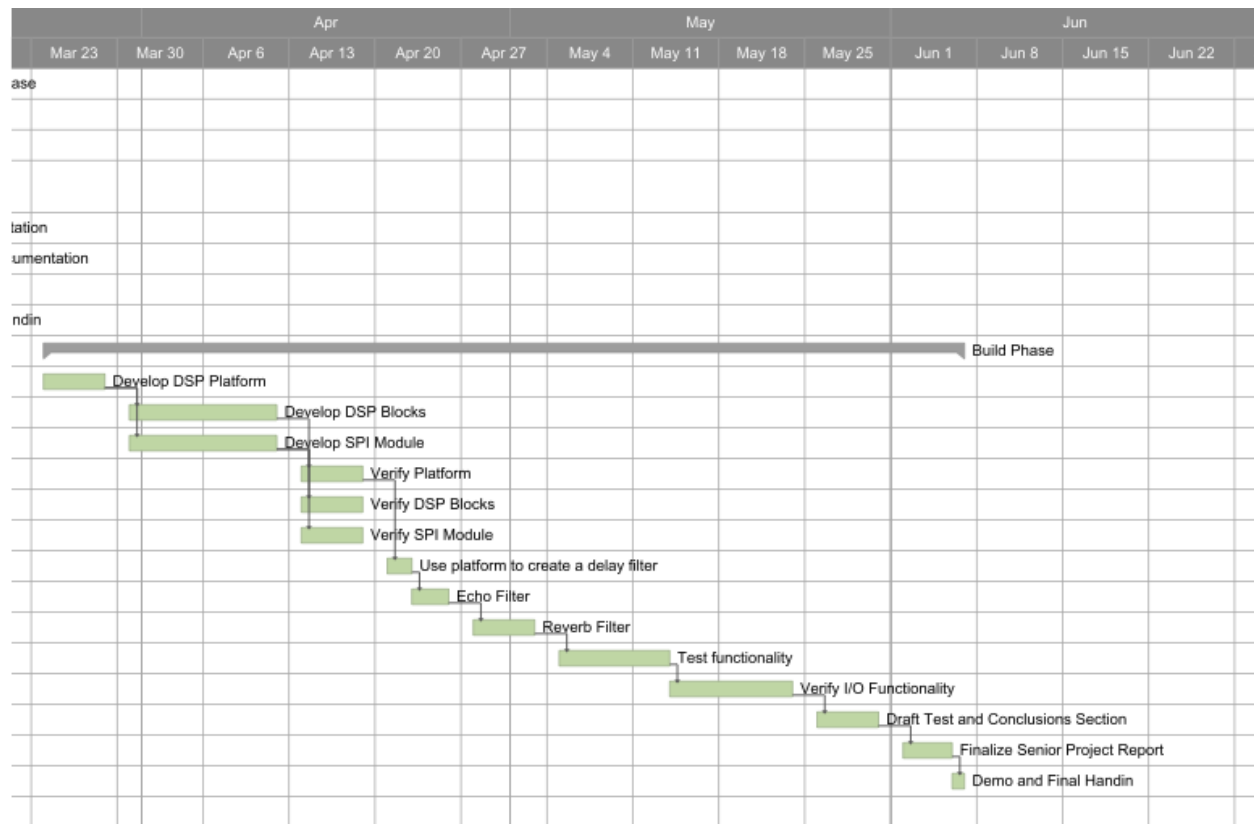 Apr May Jun
Mar 23 Mar 30 Apr 6 Apr 13 Apr 20 Apr 27 May 4 May 11 May 18 May 25 Jun 1 Jun 8 Jun 15 Jun 22
ase
tation
umentation
ndin
Build Phase
Develop DSP Platform
Develop DSP Blocks
Develop SPI Module
Verify Platform
Verify DSP Blocks
Verify SPI Module
Use platform to create a delay filter
Echo Filter
Reverb Filter
Test functionality
Verify I/O Functionality
Draft Test and Conclusions Section
Finalize Senior Project Report
Demo and Final Handin